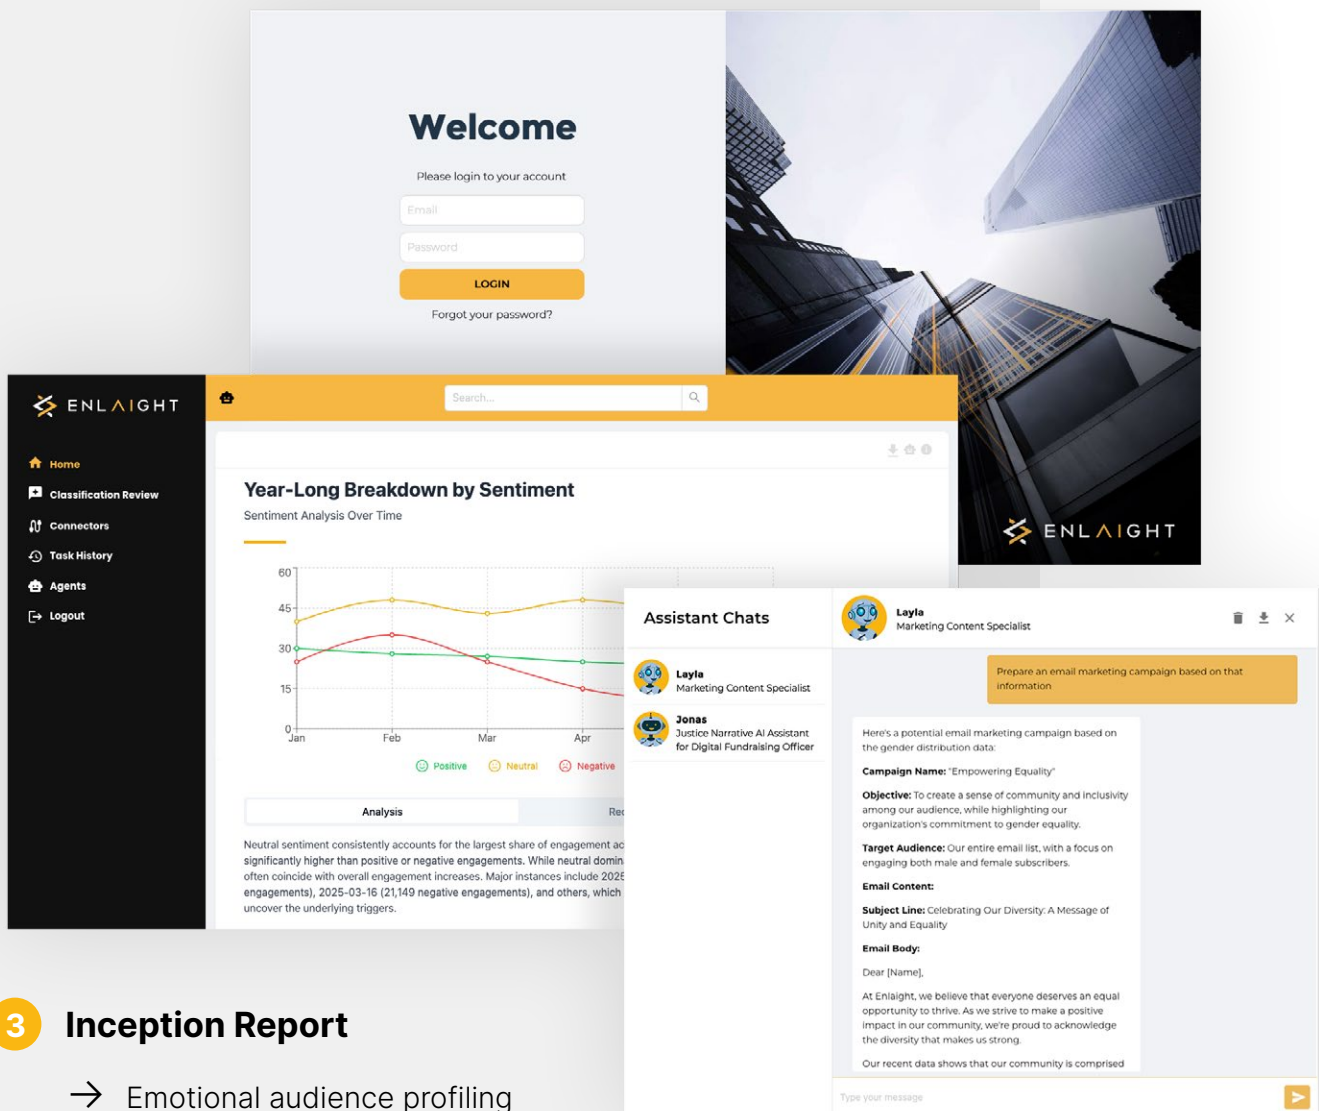 Welcome
Please login to your account
Email
Password
LOGIN
Forgot your password?
ENLAIGHT
ENLAIGHT
Search...
Home
Classification Review
Connectors
Task History
Agents
Logout
Year-Long Breakdown by Sentiment
Sentiment Analysis Over Time
60
45
30
15
0
Jan Feb Mar Apr
Positive Neutral Negative
Analysis
Neutral sentiment consistently accounts for the largest share of engagement
significantly higher than positive or negative engagements. While neutral
often coincide with overall engagement increases. Major instances include
engagements), 2025-03-16 (21,149 negative engagements), and others, which
uncover the underlying triggers.
Assistant Chats
Layla
Marketing Content Specialist
Jonas
Justice Narrative AI Assistant
for Digital Fundraising Officer
Layla
Marketing Content Specialist
Prepare an email marketing campaign based on that
information
Here's a potential email marketing campaign based on
the gender distribution data:
Campaign Name: "Empowering Equality"
Objective: To create a sense of community and inclusivity
among our audience, while highlighting our
organization's commitment to gender equality.
Target Audience: Our entire email list, with a focus on
engaging both male and female subscribers.
Email Content:
Subject Line: Celebrating Our Diversity: A Message of
Unity and Equality
Email Body:
Dear [Name],
At Enlaight, we believe that everyone deserves an equal
opportunity to thrive. As we strive to make a positive
impact in our community, we're proud to acknowledge
the diversity that makes us strong.
Our recent data shows that our community is comprised
Type your message
3 Inception Report
→ Emotional audience profiling